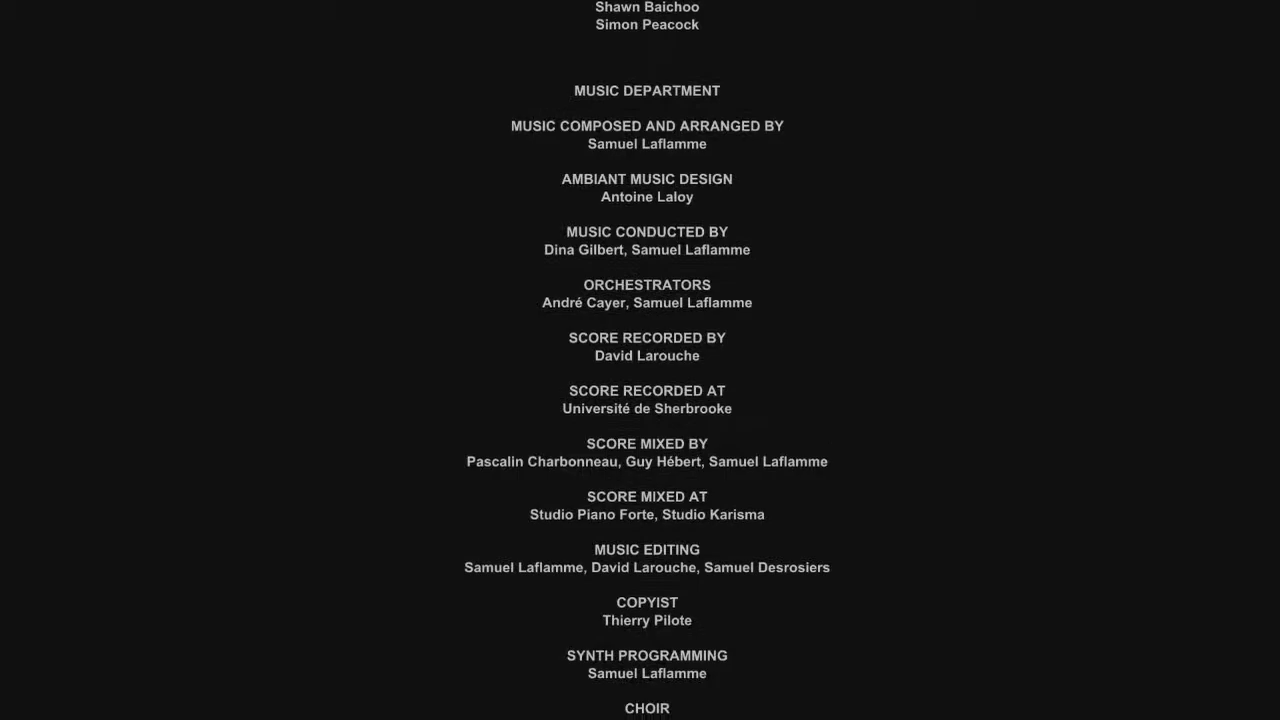 Shawn Baichoo
Simon Peacock
MUSIC DEPARTMENT
MUSIC COMPOSED AND ARRANGED BY
Samuel Laflamme
AMBIANT MUSIC DESIGN
Antoine Laloy
MUSIC CONDUCTED BY
Dina Gilbert, Samuel Laflamme
ORCHESTRATORS
André Cayer, Samuel Laflamme
SCORE RECORDED BY
David Larouche
SCORE RECORDED AT
Université de Sherbrooke
SCORE MIXED BY
Pascalin Charbonneau, Guy Hébert, Samuel Laflamme
SCORE MIXED AT
Studio Piano Forte, Studio Karisma
MUSIC EDITING
Samuel Laflamme, David Larouche, Samuel Desrosiers
COPYIST
Thierry Pilote
SYNTH PROGRAMMING
Samuel Laflamme
CHOIR